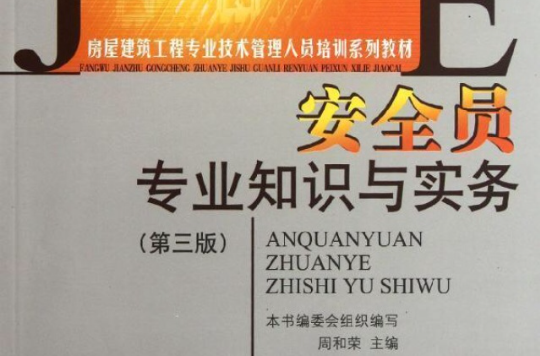 J
E
房屋建筑工程专业技术管理人员培训系列教材
FANGWU JIANZHU GONGCHENG ZHUANYE JISHU GUANLI RENYUAN PEIXUN XILIE JIAOCAI
安全员
专业知识与实务
（第三版）
ANQUANYUAN
ZHUANYE
ZHISHI YU SHIWU
本书编委会组织编写
周和荣 主编